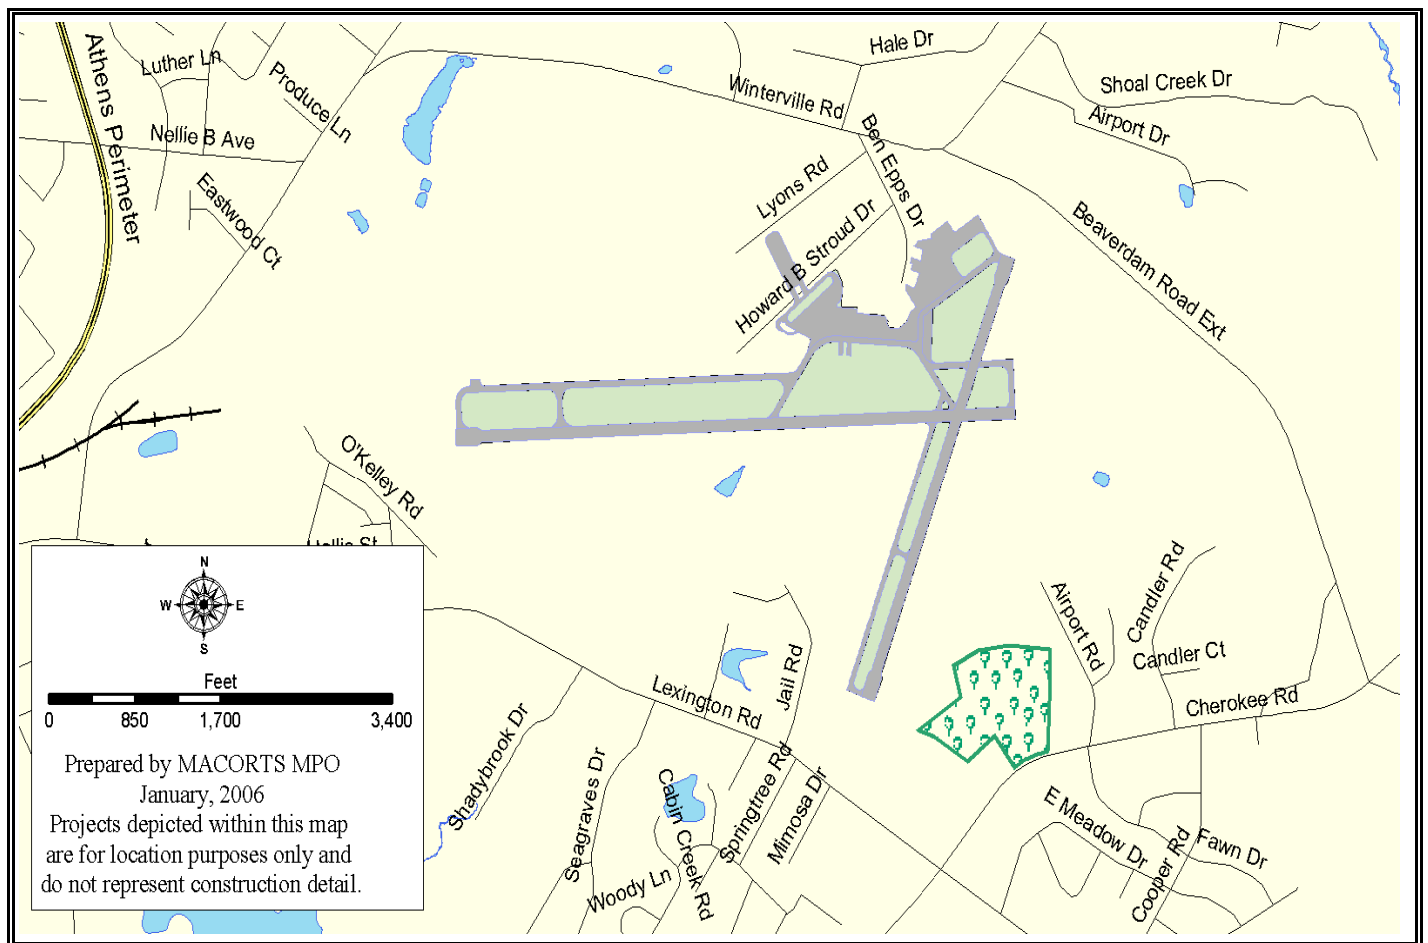 Athens Perimeter
Luther Ln
Produce Ln
Nellie B Ave
Eastwood Ct
Hale Dr
Winterville Rd
Shoal Creek Dr
Airport Dr
Ben Epps Dr
Lyons Rd
Howard B Stroud Dr
Beaverdam Road Ext
O'Kelley Rd
Hollis St
N
W
E
S
Feet
0
850
1,700
3,400
Prepared by MACORTS MPO
January, 2006
Projects depicted within this map
are for location purposes only and
do not represent construction detail.
Lexington Rd
Jail Rd
Airport Rd
Candler Rd
Candler Ct
Cherokee Rd
Shadybrook Dr
Seagraves Dr
Cabin Creek Rd
Springtree Rd
Mimosa Dr
Woody Ln
E Meadow Dr
Cooper Rd
Fawn Dr